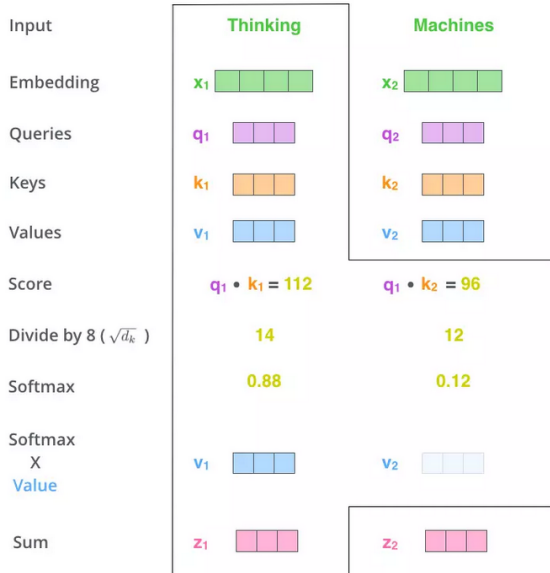 Input Thinking Machines
Embedding x₁ x₂
Queries q₁ q₂
Keys k₁ k₂
Values v₁ v₂
Score q₁ • k₁ = 112 q₁ • k₂ = 96
Divide by 8 ( √dₖ ) 14 12
Softmax 0.88 0.12
Softmax
X v₁ v₂
Value
Sum z₁ z₂